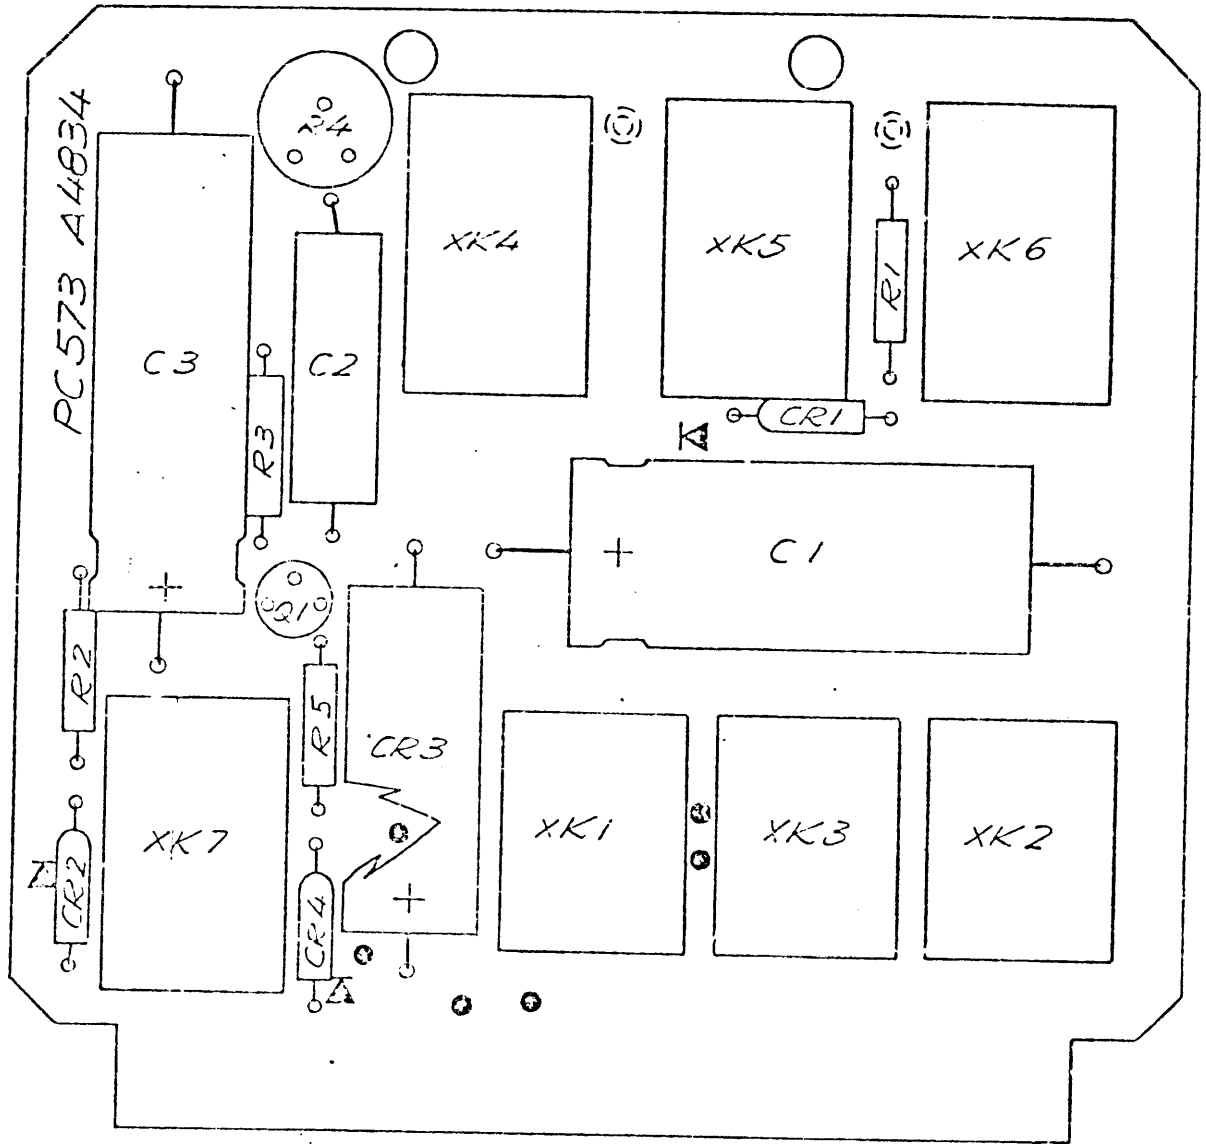 PC573 A4834
R4
XK4
XK5
XK6
R1
C3
C2
R3
CR1
+
C1
+
Q1
R2
R5
CR3
XK7
XK1
XK3
XK2
CR2
CR4
+